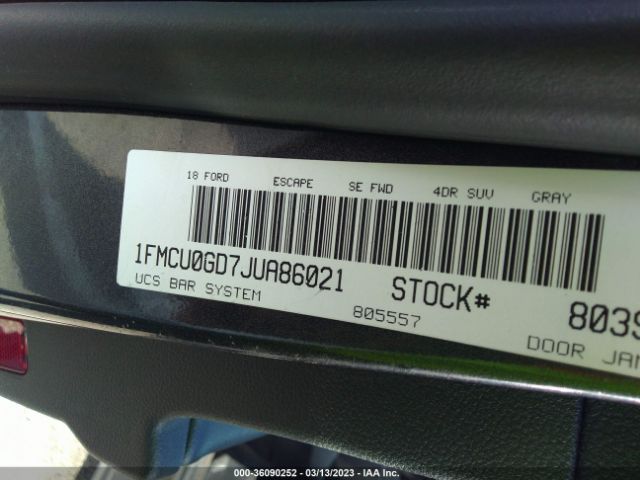 18 FORD ESCAPE SE FWD 4DR SUV GRAY
1FMCU0GD7JUA86021 STOCK# 8039
UCS BAR SYSTEM 805557 DOOR JAM
000-36090252 - 03/13/2023 - IAA Inc.